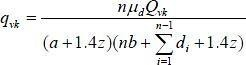 q_{vk} = \frac{n\mu_d Q_{vk}}{(a+1.4z)(nb+\sum_{i=1}^{n-1} d_i+1.4z)}